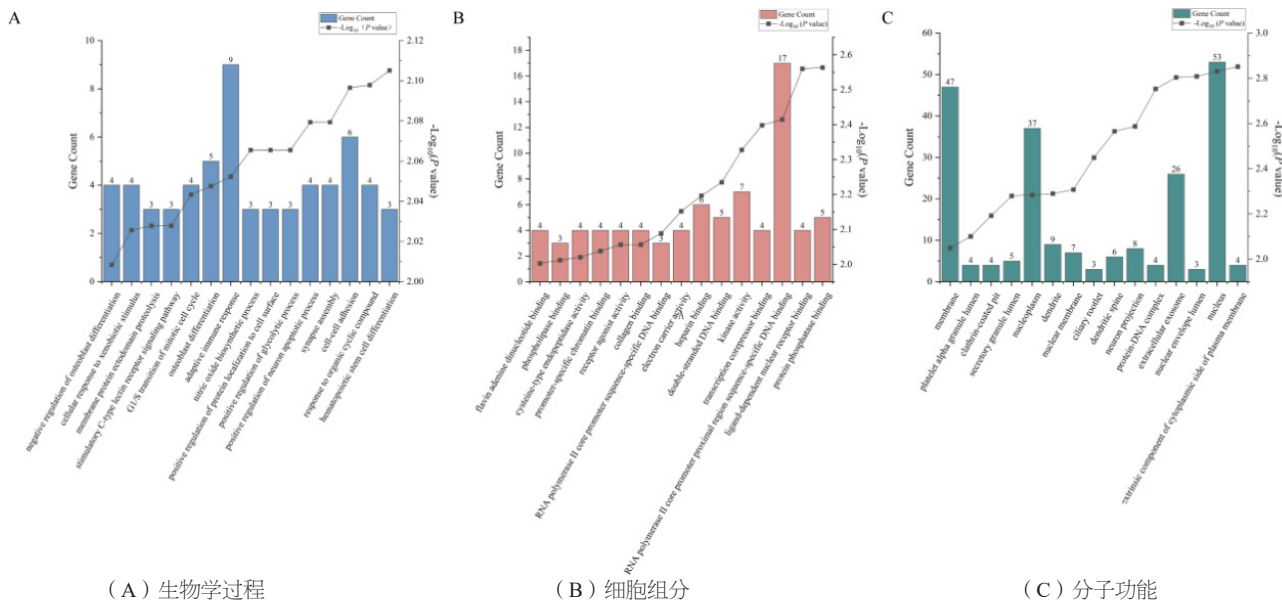 A
Gene Count
-Log₁₀ (P value)
10
8
6
4
2
0
Gene Count
2.12
2.10
2.08
2.06
2.04
2.02
2.00
-Log₁₀(P value)
4
4
3
3
4
5
9
3
3
3
4
4
6
4
3
negative regulation of osteoblast differentiation
cellular response to xenobiotic stimulus
membrane protein ectodomain proteolysis
stimulatory C-type lectin receptor signaling pathway
G1/S transition of mitotic cell cycle
osteoblast differentiation
adaptive immune response
nitric oxide biosynthetic process
positive regulation of protein localization to cell surface
positive regulation of glycolytic process
positive regulation of neuron apoptotic process
synapse assembly
cell-cell adhesion
response to organic cyclic compound
hematopoietic stem cell differentiation
（A）生物学过程
B
Gene Count
-Log₁₀ (P value)
18
16
14
12
10
8
6
4
2
0
Gene Count
2.6
2.5
2.4
2.3
2.2
2.1
2.0
-Log₁₀(P value)
4
3
4
4
4
4
3
4
6
5
7
4
17
4
5
flavin adenine dinucleotide binding
phospholipase binding
cysteine-type endopeptidase activity
promoter-specific chromatin binding
receptor agonist activity
collagen binding
RNA polymerase II core promoter sequence-specific DNA binding
electron carrier activity
heparin binding
double-stranded DNA binding
kinase activity
transcription corepressor binding
RNA polymerase II core promoter proximal region sequence-specific DNA binding
ligand-dependent nuclear receptor binding
protein phosphatase binding
（B）细胞组分
C
Gene Count
-Log₁₀ (P value)
60
50
40
30
20
10
0
Gene Count
3.0
2.8
2.6
2.4
2.2
2.0
-Log₁₀(P value)
47
4
4
5
37
9
7
3
6
8
4
26
3
53
4
membrane
platelet alpha granule lumen
clathrin-coated pit
secretory granule lumen
nucleoplasm
dendrite
nuclear membrane
ciliary rootlet
dendritic spine
neuron projection
protein-DNA complex
extracellular exosome
nuclear envelope lumen
nucleus
extrinsic component of cytoplasmic side of plasma membrane
（C）分子功能